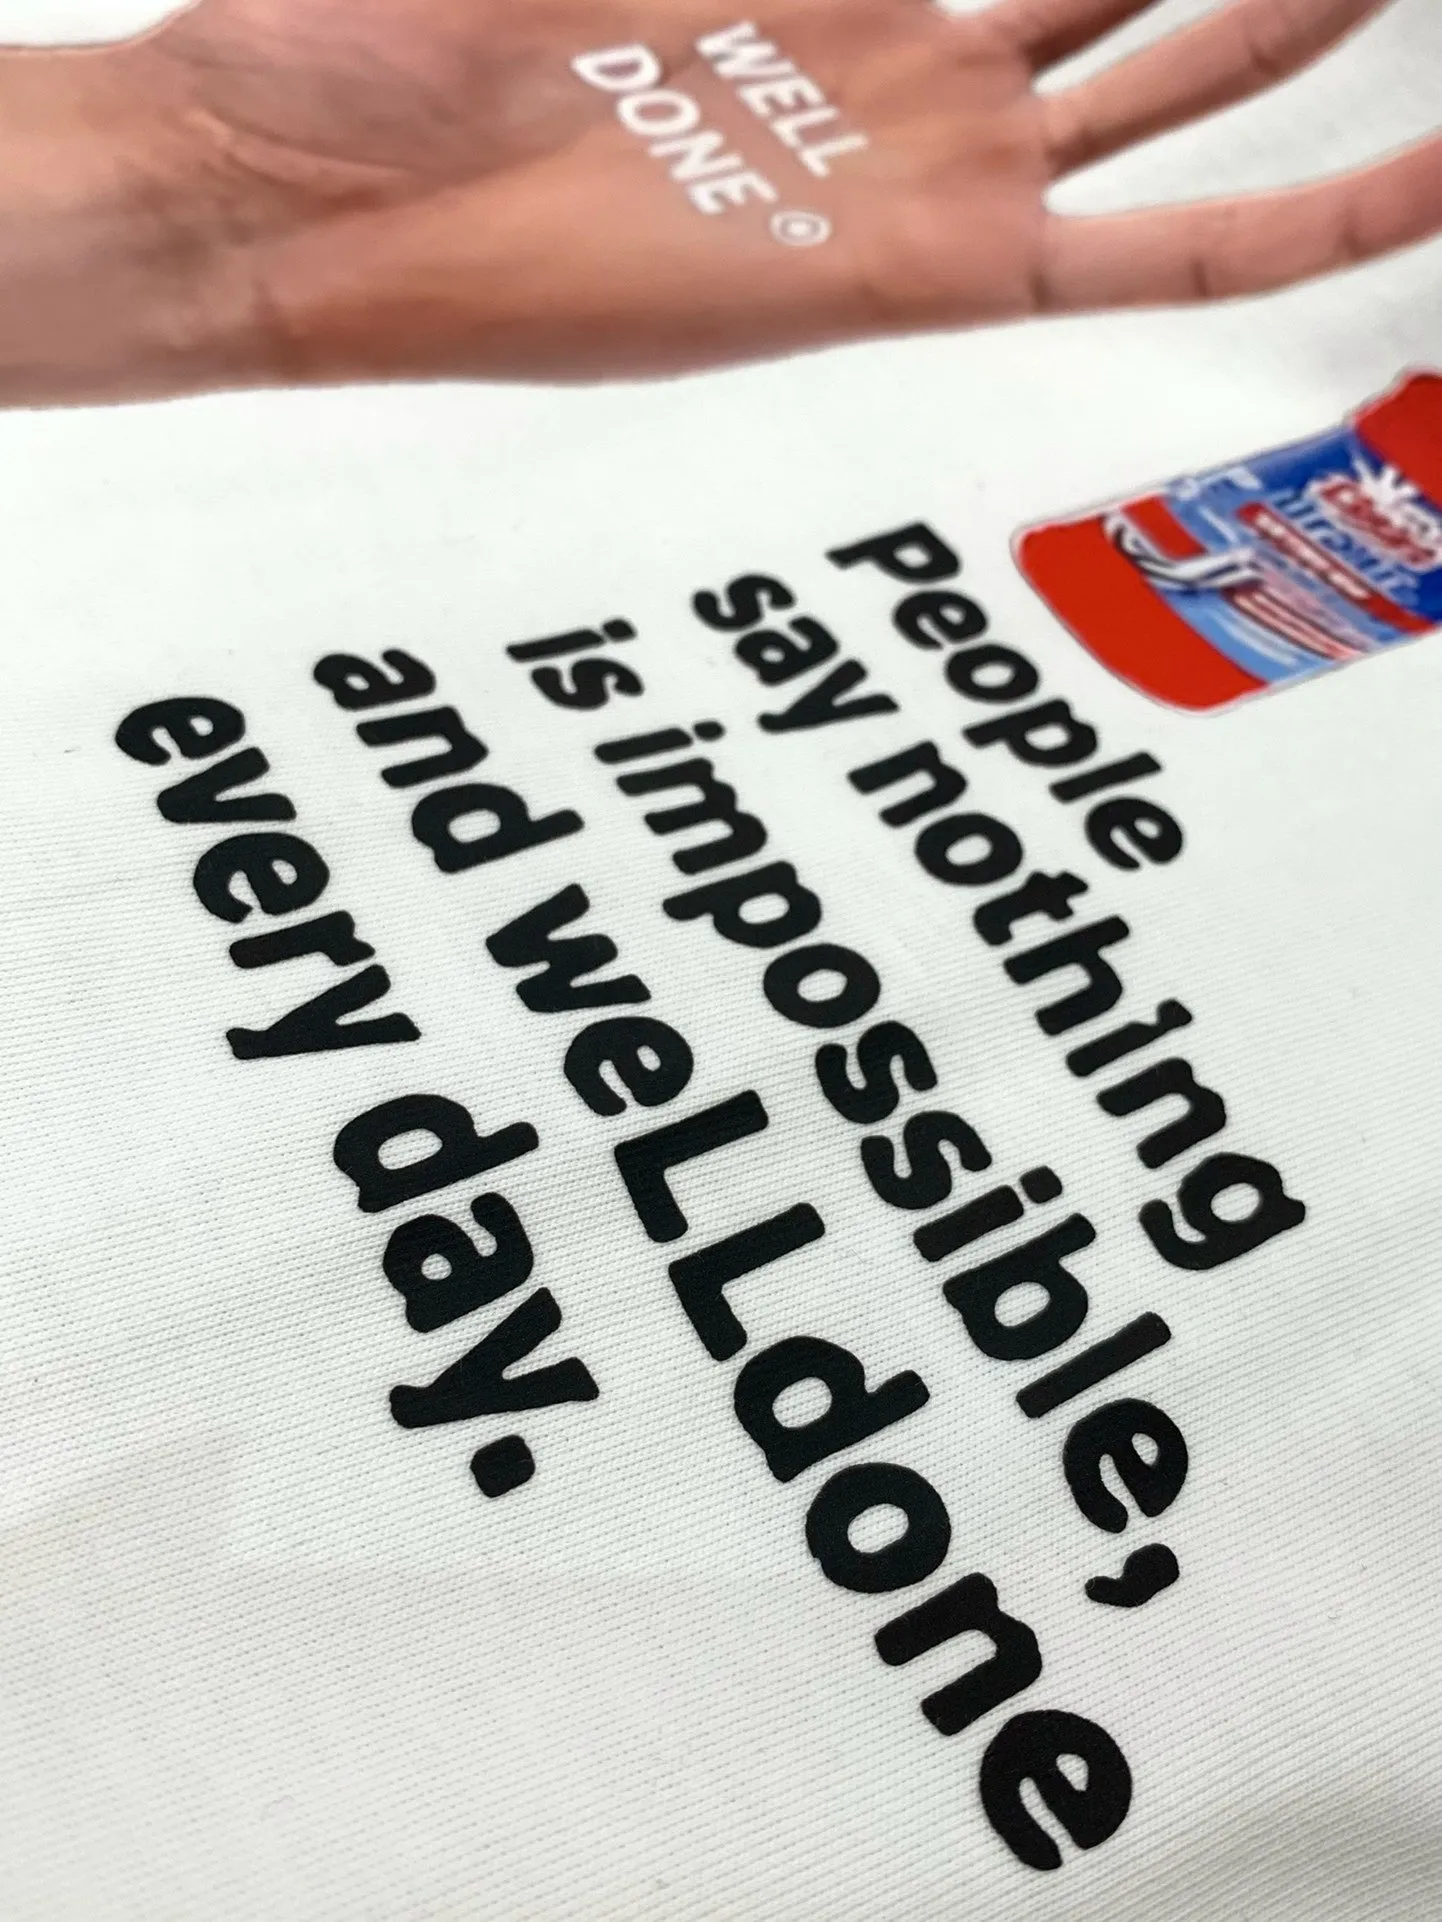 WELL
DONE ®
People
say nothing
is impossible,
and weLLdone
every day.